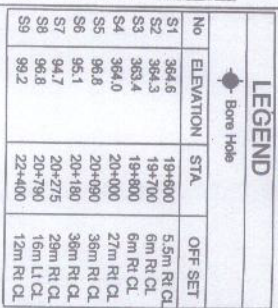 LEGEND
Bore Hole
No ELEVATION STA. OFF SET
S1 364.6 19+600 5.5m Rt CL
S2 364.3 19+700 6m Rt CL
S3 363.4 19+800 6m Rt CL
S4 364.0 20+000 27m Rt CL
S5 96.8 20+090 36m Rt CL
S6 95.1 20+180 36m Rt CL
S7 94.7 20+275 29m Rt CL
S8 96.8 20+790 16m Lt CL
S9 99.2 22+400 12m Rt CL